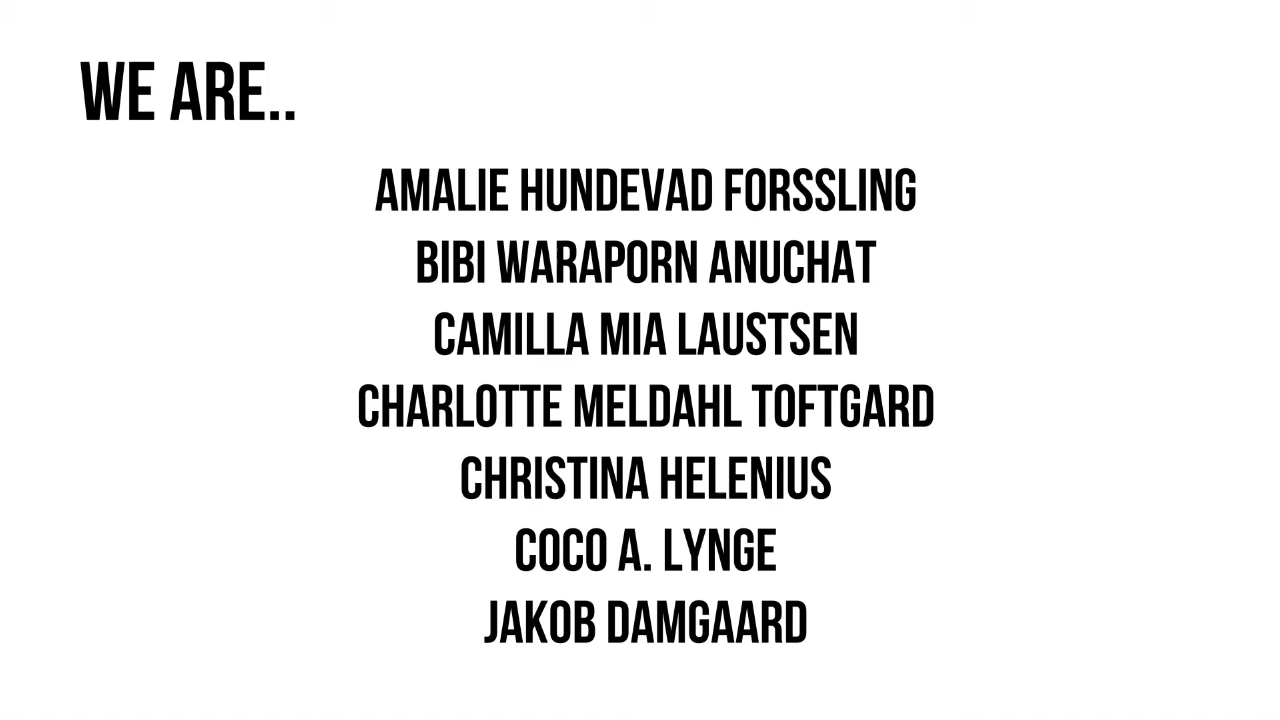 WE ARE..
AMALIE HUNDEVAD FORSSLING
BIBI WARAPORN ANUCHAT
CAMILLA MIA LAUSTSEN
CHARLOTTE MELDAHL TOFTGARD
CHRISTINA HELENIUS
COCO A. LYNGE
JAKOB DAMGAARD